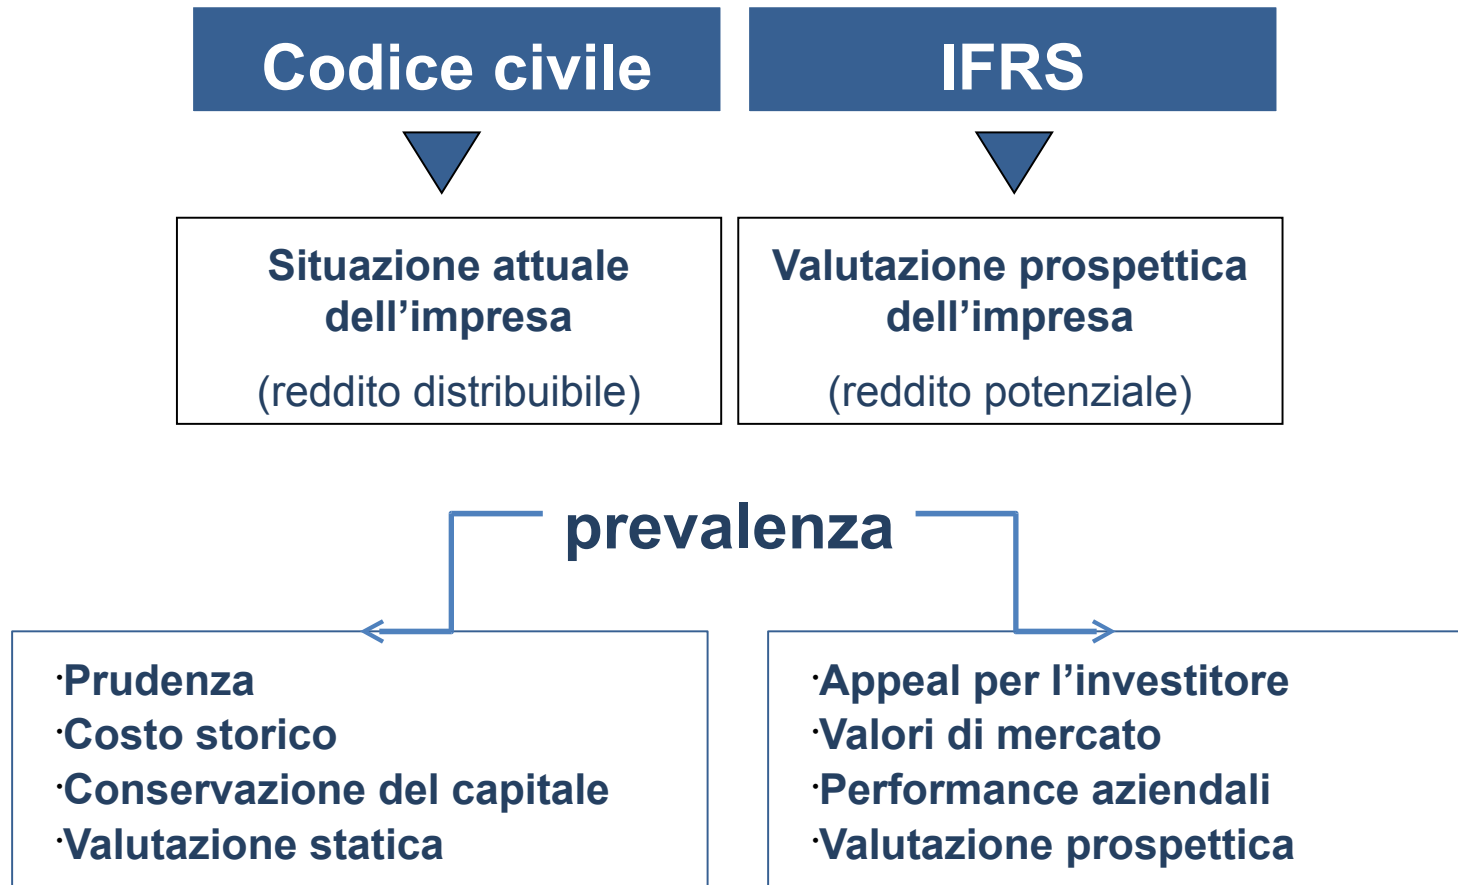 Codice civile
IFRS
Situazione attuale
dell’impresa
(reddito distribuibile)
Valutazione prospettica
dell’impresa
(reddito potenziale)
prevalenza
·Prudenza
·Costo storico
·Conservazione del capitale
·Valutazione statica
·Appeal per l’investitore
·Valori di mercato
·Performance aziendali
·Valutazione prospettica